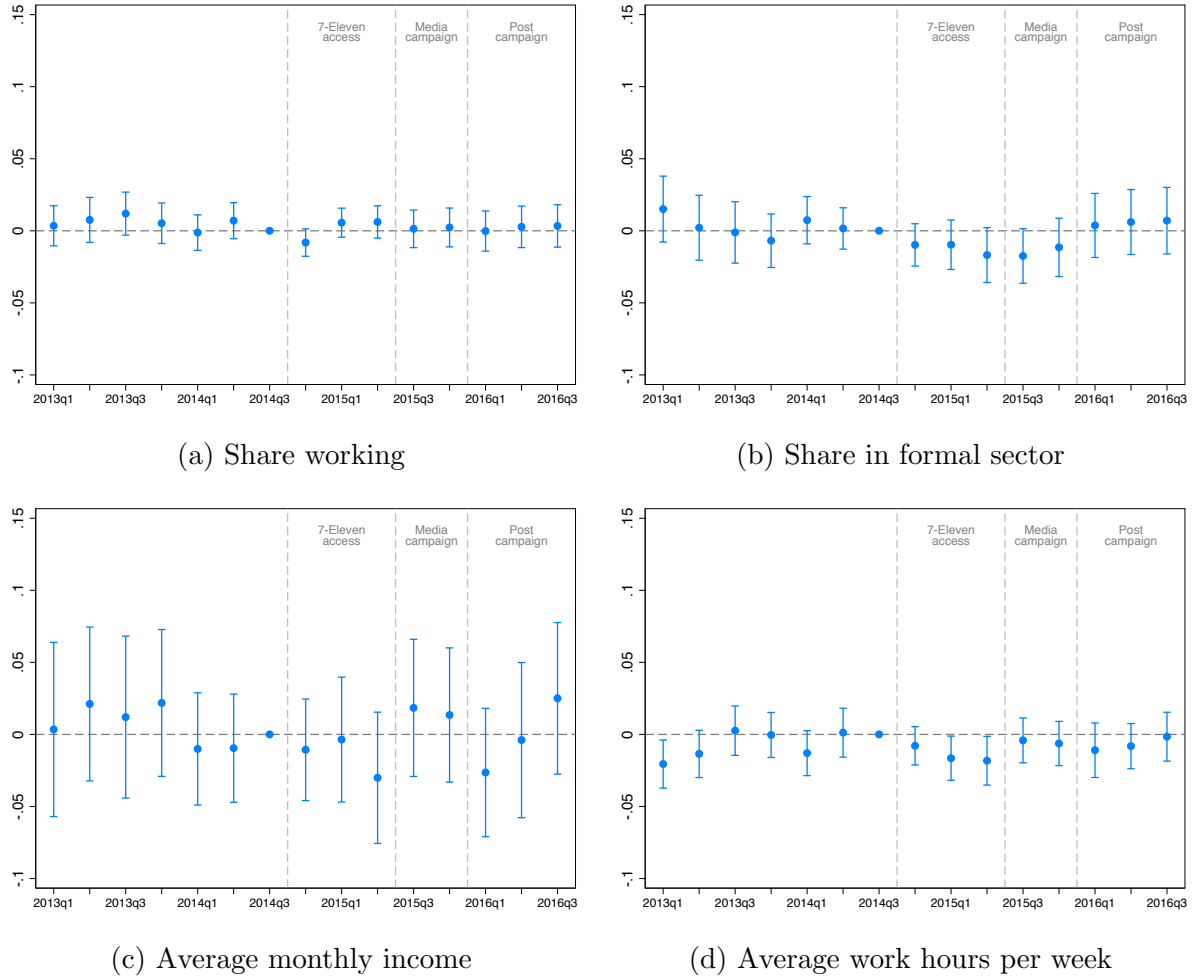 7-Eleven access
Media campaign
Post campaign
.15
.1
.05
0
-.05
-.1
2013q1 2013q3 2014q1 2014q3 2015q1 2015q3 2016q1 2016q3
(a) Share working
7-Eleven access
Media campaign
Post campaign
.15
.1
.05
0
-.05
-.1
2013q1 2013q3 2014q1 2014q3 2015q1 2015q3 2016q1 2016q3
(b) Share in formal sector
7-Eleven access
Media campaign
Post campaign
.15
.1
.05
0
-.05
-.1
2013q1 2013q3 2014q1 2014q3 2015q1 2015q3 2016q1 2016q3
(c) Average monthly income
7-Eleven access
Media campaign
Post campaign
.15
.1
.05
0
-.05
-.1
2013q1 2013q3 2014q1 2014q3 2015q1 2015q3 2016q1 2016q3
(d) Average work hours per week